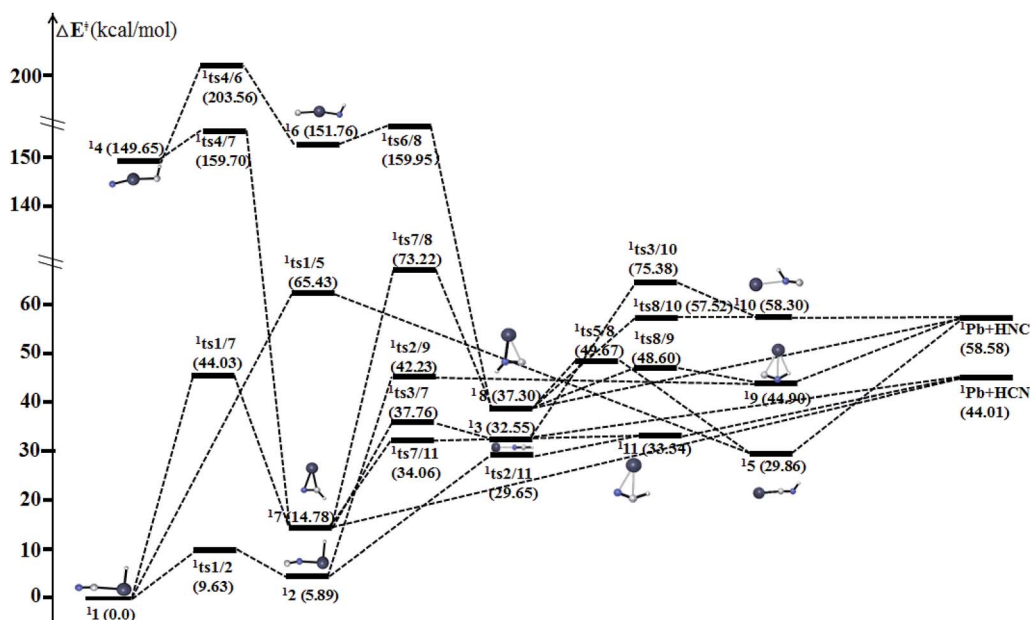 ΔE‡(kcal/mol)
200
150
140
60
50
40
30
20
10
0
¹ts4/6
(203.56)
¹4 (149.65)
¹ts4/7
(159.70)
¹6 (151.76)
¹ts6/8
(159.95)
¹ts1/5
(65.43)
¹ts7/8
(73.22)
¹ts3/10
(75.38)
¹ts8/10 (57.52)
¹10 (58.30)
¹Pb+HNC
(58.58)
¹ts1/7
(44.03)
¹ts2/9
(42.23)
¹ts5/8
(49.67)
¹ts8/9
(48.60)
¹ts3/7
(37.76)
¹8 (37.30)
¹9 (44.90)
¹Pb+HCN
(44.01)
¹3 (32.55)
¹ts7/11
(34.06)
¹11 (33.34)
¹ts2/11
(29.65)
¹5 (29.86)
¹7 (14.78)
¹ts1/2
(9.63)
¹2 (5.89)
¹1 (0.0)